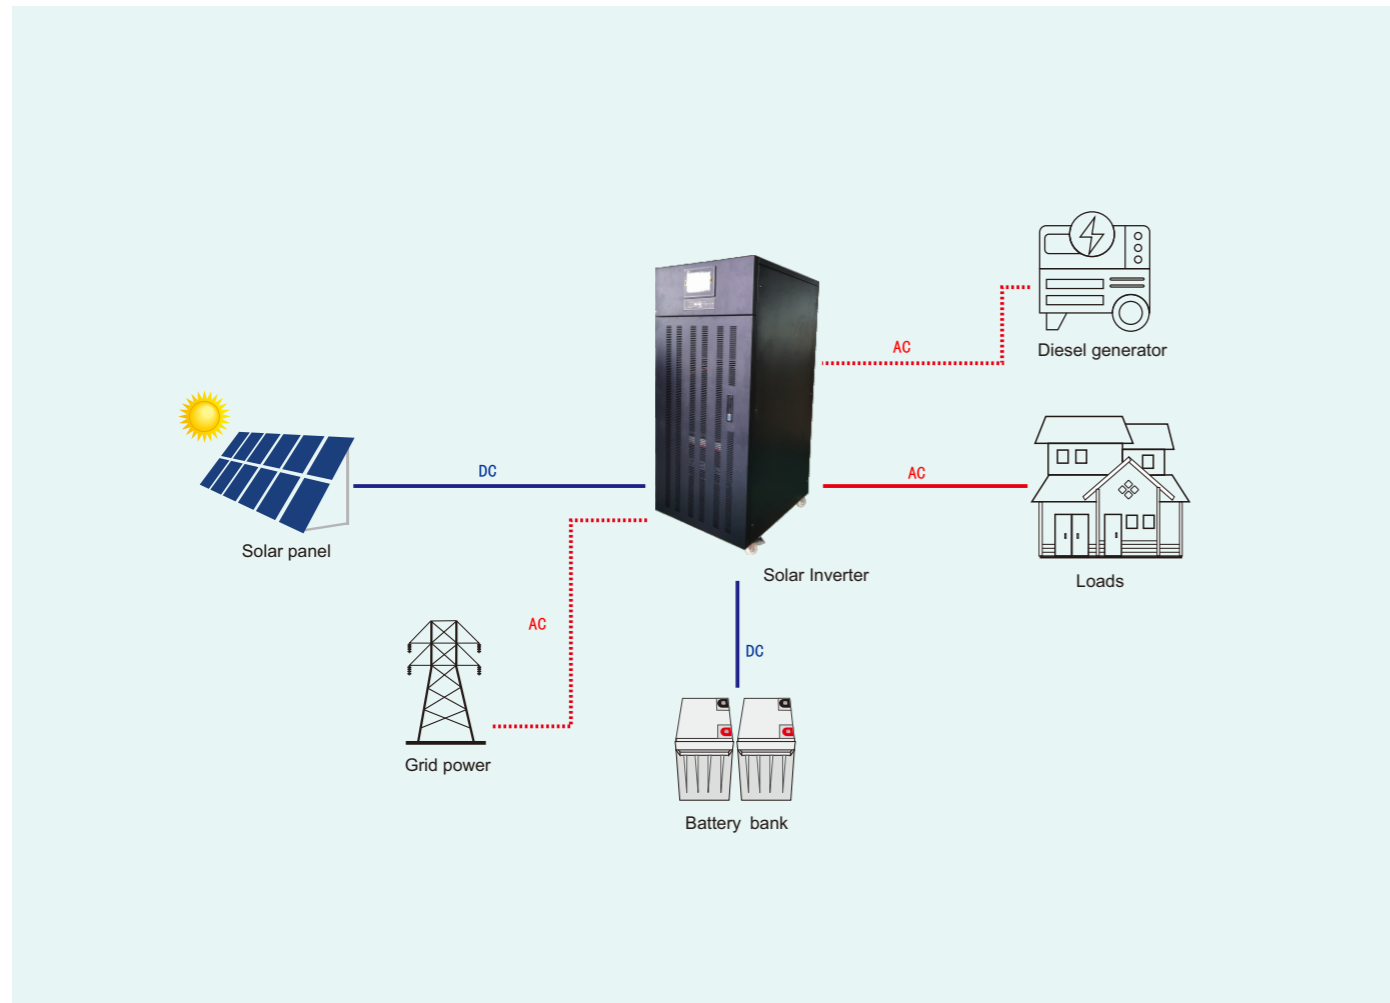 AC
Diesel generator
DC
AC
Solar panel
Solar Inverter
Loads
AC
DC
Grid power
Battery bank